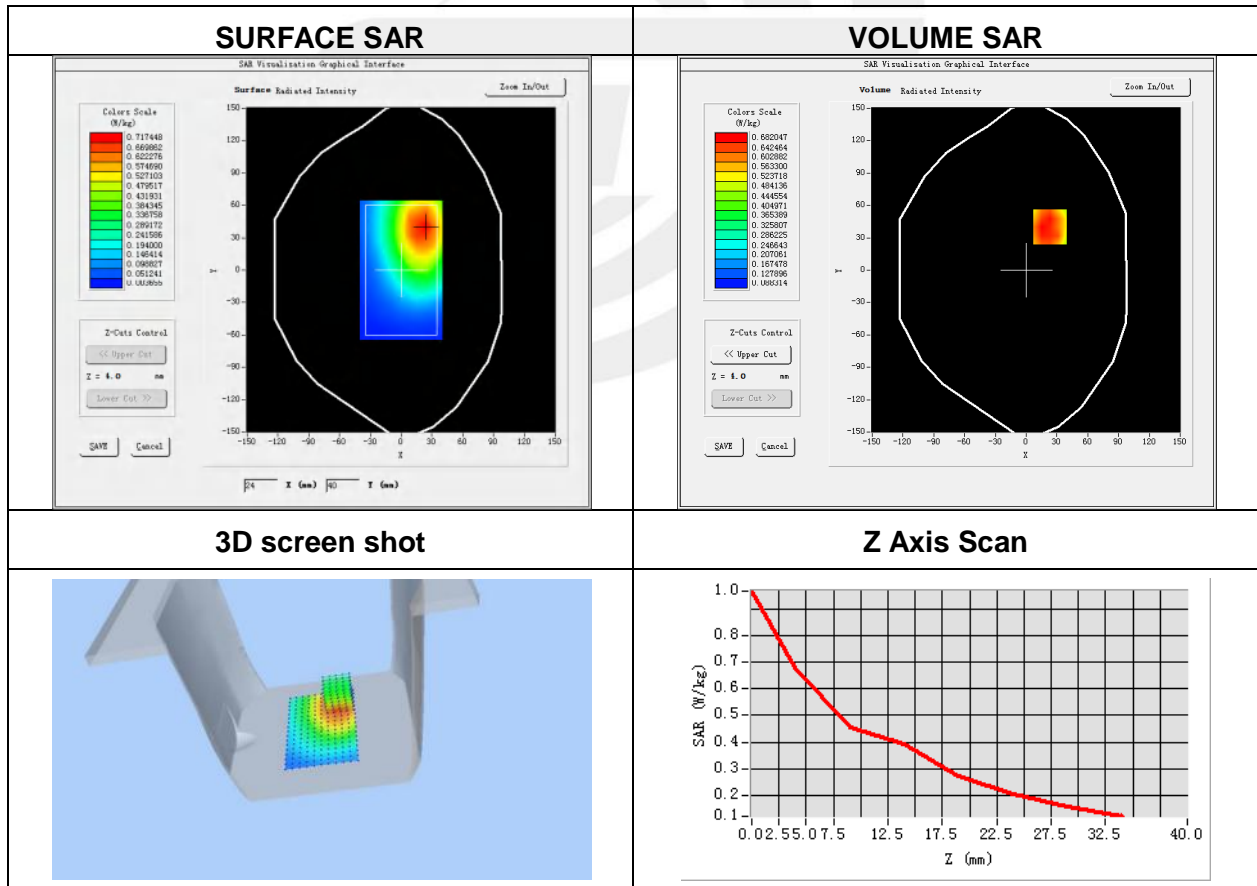 SURFACE SAR
SAR Visualization Graphical Interface
Surface Radiated Intensity
Zoom In/Out
Colors Scale
(W/kg)
0.717448
0.669862
0.622276
0.574690
0.527103
0.479517
0.431931
0.384345
0.336758
0.289172
0.241586
0.194000
0.146414
0.098827
0.051241
0.003655
Z-Cuts Control
<< Upper Cut
Z = 4.0 mm
Lower Cut >>
SAVE Cancel
150
120
90
60
30
0
-30
-60
-90
-120
-150
Y
-150 -120 -90 -60 -30 0 30 60 90 120 150
X
24 X (mm) 40 Y (mm)
VOLUME SAR
SAR Visualization Graphical Interface
Volume Radiated Intensity
Zoom In/Out
Colors Scale
(W/kg)
0.682047
0.642464
0.602882
0.563300
0.523718
0.484136
0.444554
0.404971
0.365389
0.325807
0.286225
0.246643
0.207061
0.167478
0.127896
0.088314
Z-Cuts Control
<< Upper Cut
Z = 4.0 mm
Lower Cut >>
SAVE Cancel
150
120
90
60
30
0
-30
-60
-90
-120
-150
Y
-150 -120 -90 -60 -30 0 30 60 90 120 150
X
3D screen shot
Z Axis Scan
SAR (W/kg)
1.0
0.8
0.7
0.6
0.5
0.4
0.3
0.2
0.1
0.0 2.5 5.0 7.5 12.5 17.5 22.5 27.5 32.5 40.0
Z (mm)